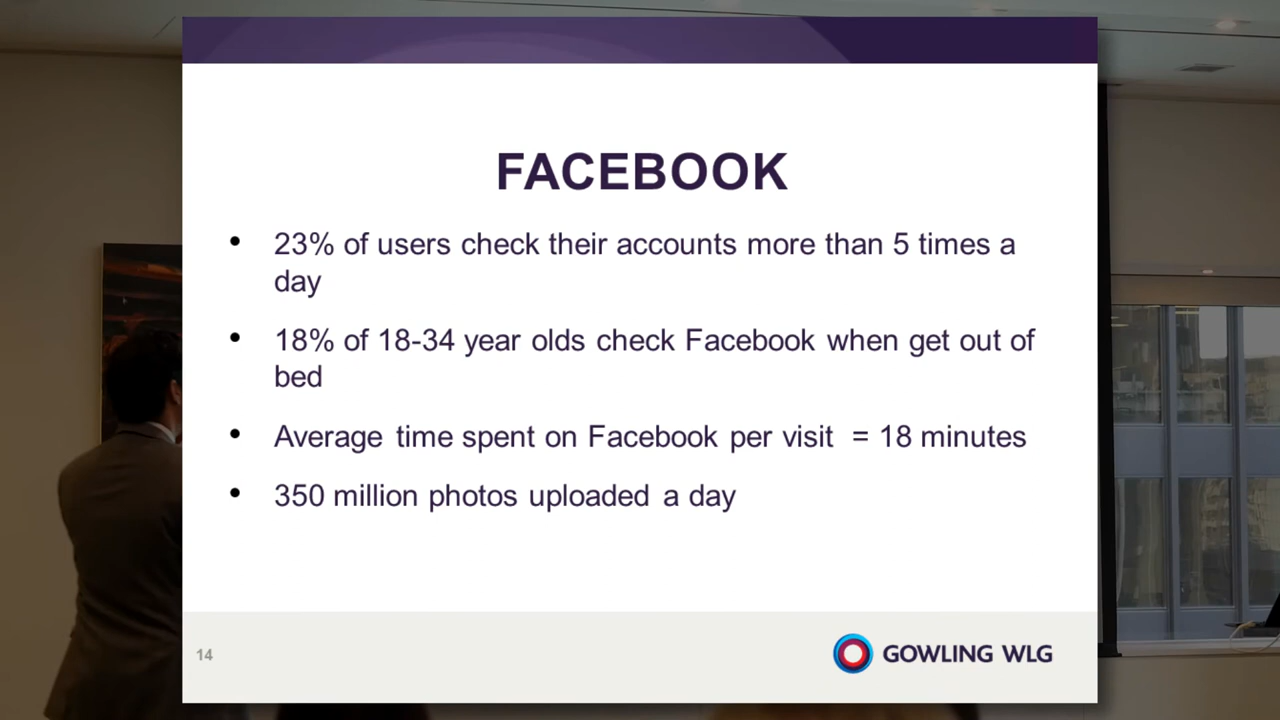 FACEBOOK
• 23% of users check their accounts more than 5 times a
day
• 18% of 18-34 year olds check Facebook when get out of
bed
• Average time spent on Facebook per visit = 18 minutes
• 350 million photos uploaded a day
14
GOWLING WLG